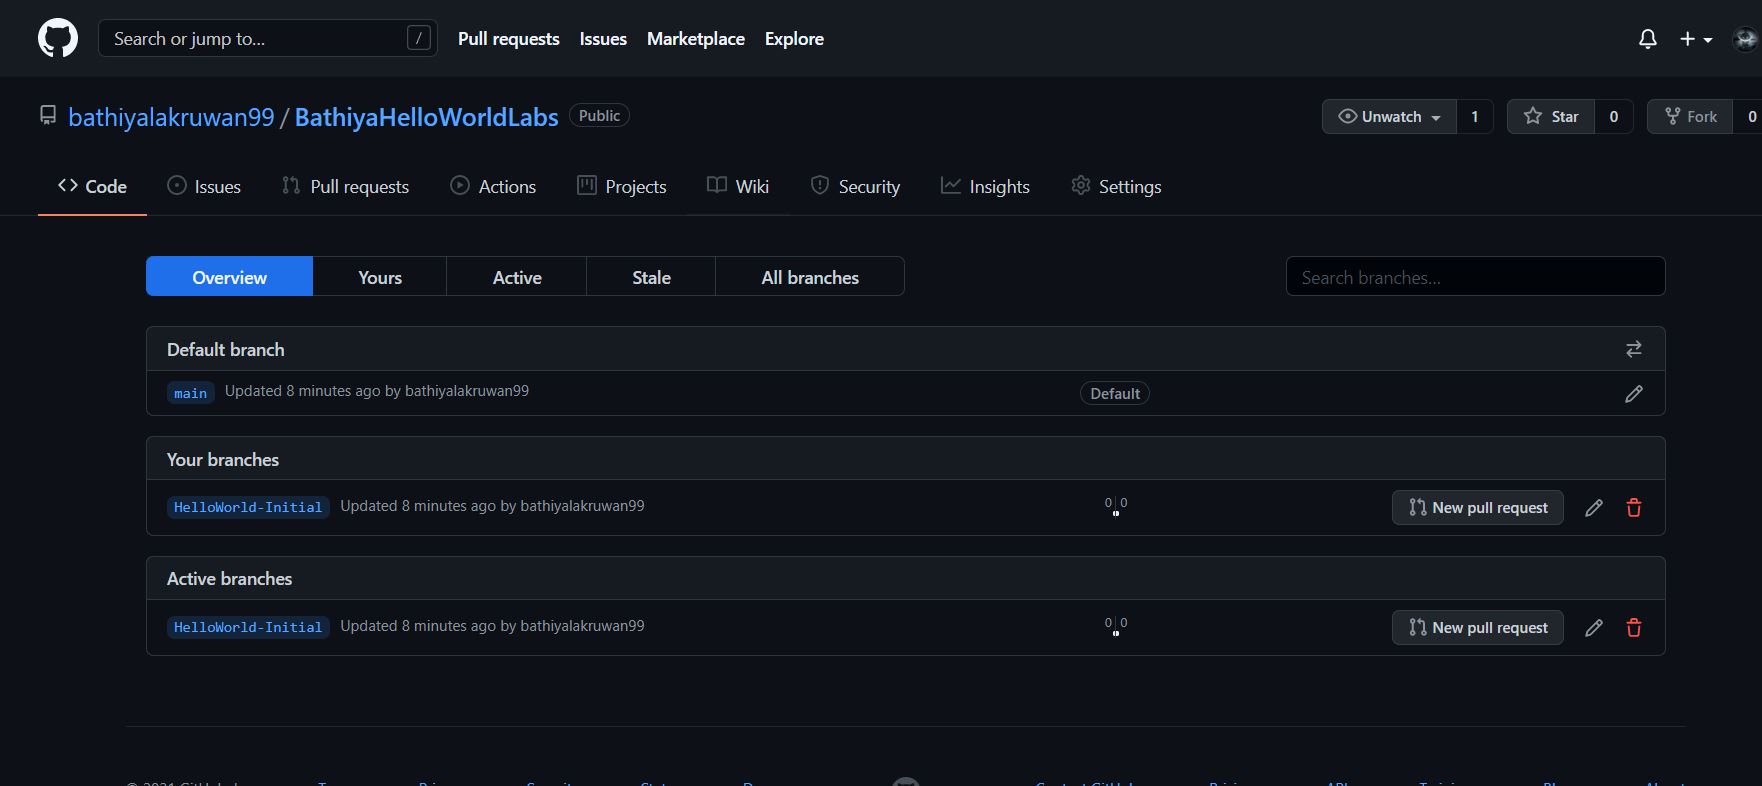 Search or jump to... / Pull requests Issues Marketplace Explore
bathiyalakruwan99 / BathiyaHelloWorldLabs Public Unwatch 1 Star 0 Fork 0
Code Issues Pull requests Actions Projects Wiki Security Insights Settings
Overview Yours Active Stale All branches Search branches...
Default branch
main Updated 8 minutes ago by bathiyalakruwan99 Default
Your branches
HelloWorld-Initial Updated 8 minutes ago by bathiyalakruwan99 0 0 New pull request
Active branches
HelloWorld-Initial Updated 8 minutes ago by bathiyalakruwan99 0 0 New pull request